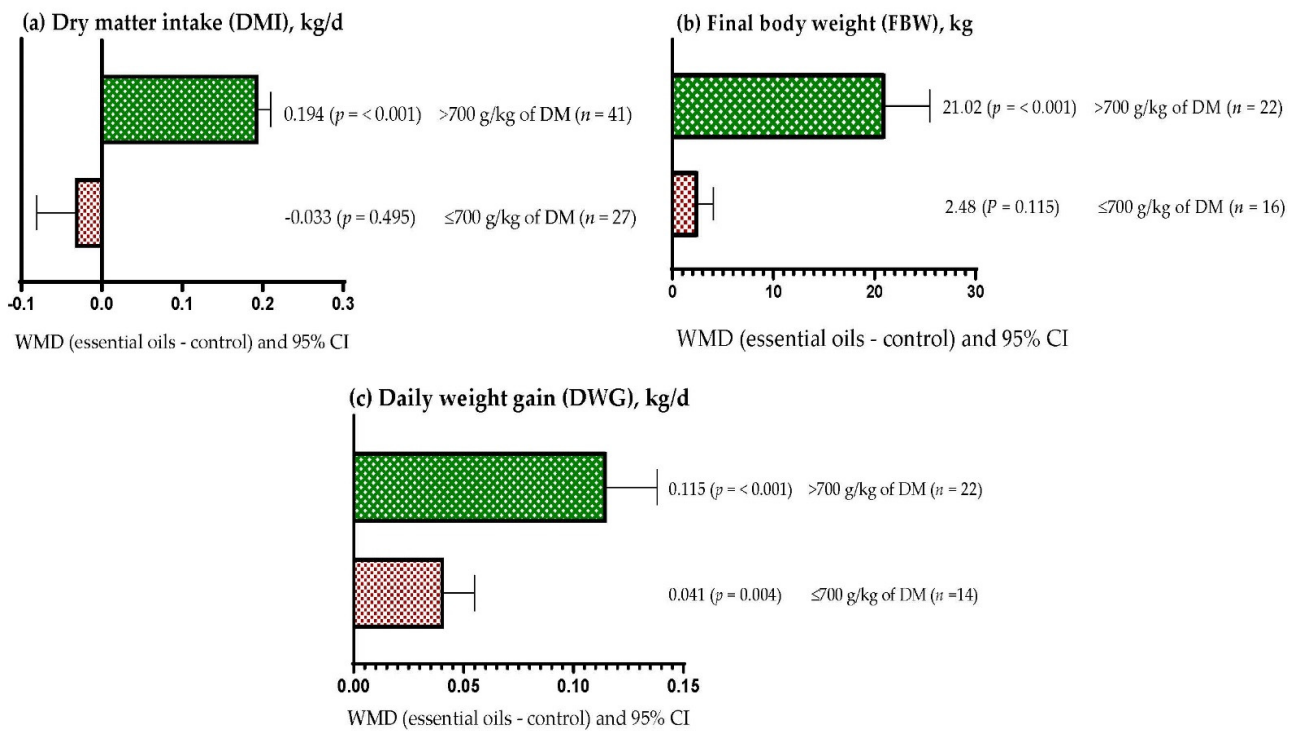 (a) Dry matter intake (DMI), kg/d
0.194 (p = < 0.001) >700 g/kg of DM (n = 41)
-0.033 (p = 0.495) ≤700 g/kg of DM (n = 27)
-0.1 0.0 0.1 0.2 0.3
WMD (essential oils - control) and 95% CI
(b) Final body weight (FBW), kg
21.02 (p = < 0.001) >700 g/kg of DM (n = 22)
2.48 (P = 0.115) ≤700 g/kg of DM (n = 16)
0 10 20 30
WMD (essential oils - control) and 95% CI
(c) Daily weight gain (DWG), kg/d
0.115 (p = < 0.001) >700 g/kg of DM (n = 22)
0.041 (p = 0.004) ≤700 g/kg of DM (n =14)
0.00 0.05 0.10 0.15
WMD (essential oils - control) and 95% CI